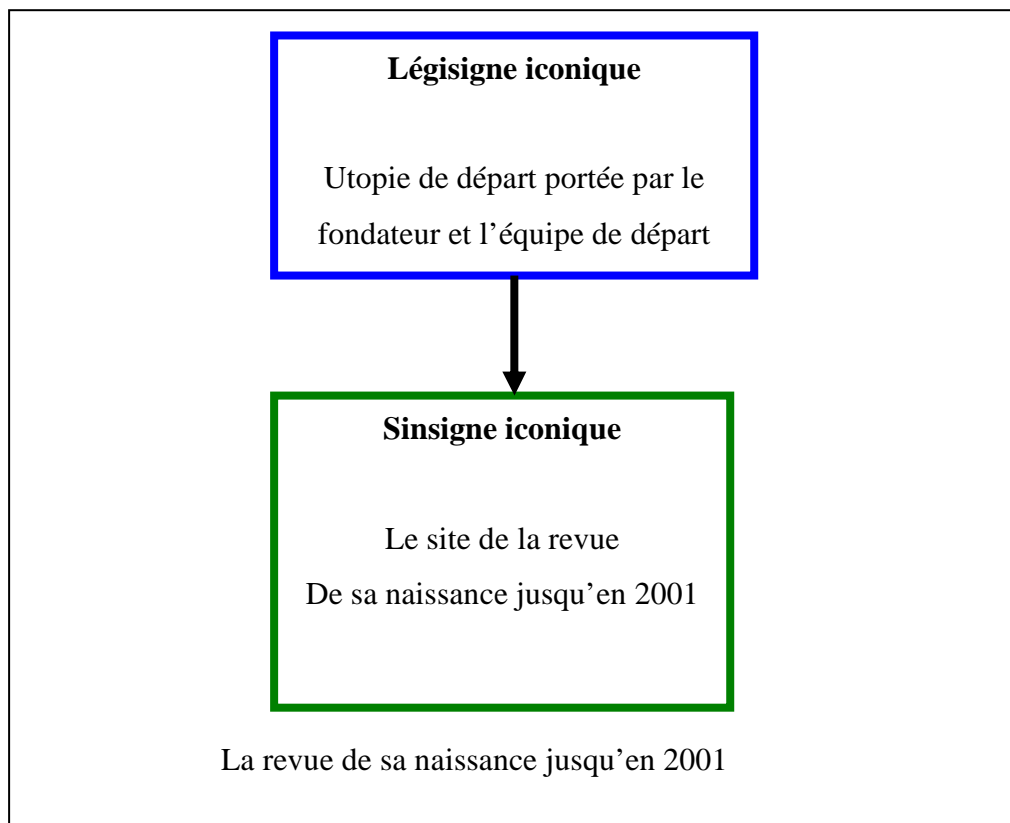 Légisigne iconique
Utopie de départ portée par le
fondateur et l’équipe de départ
Sinsigne iconique
Le site de la revue
De sa naissance jusqu’en 2001
La revue de sa naissance jusqu’en 2001